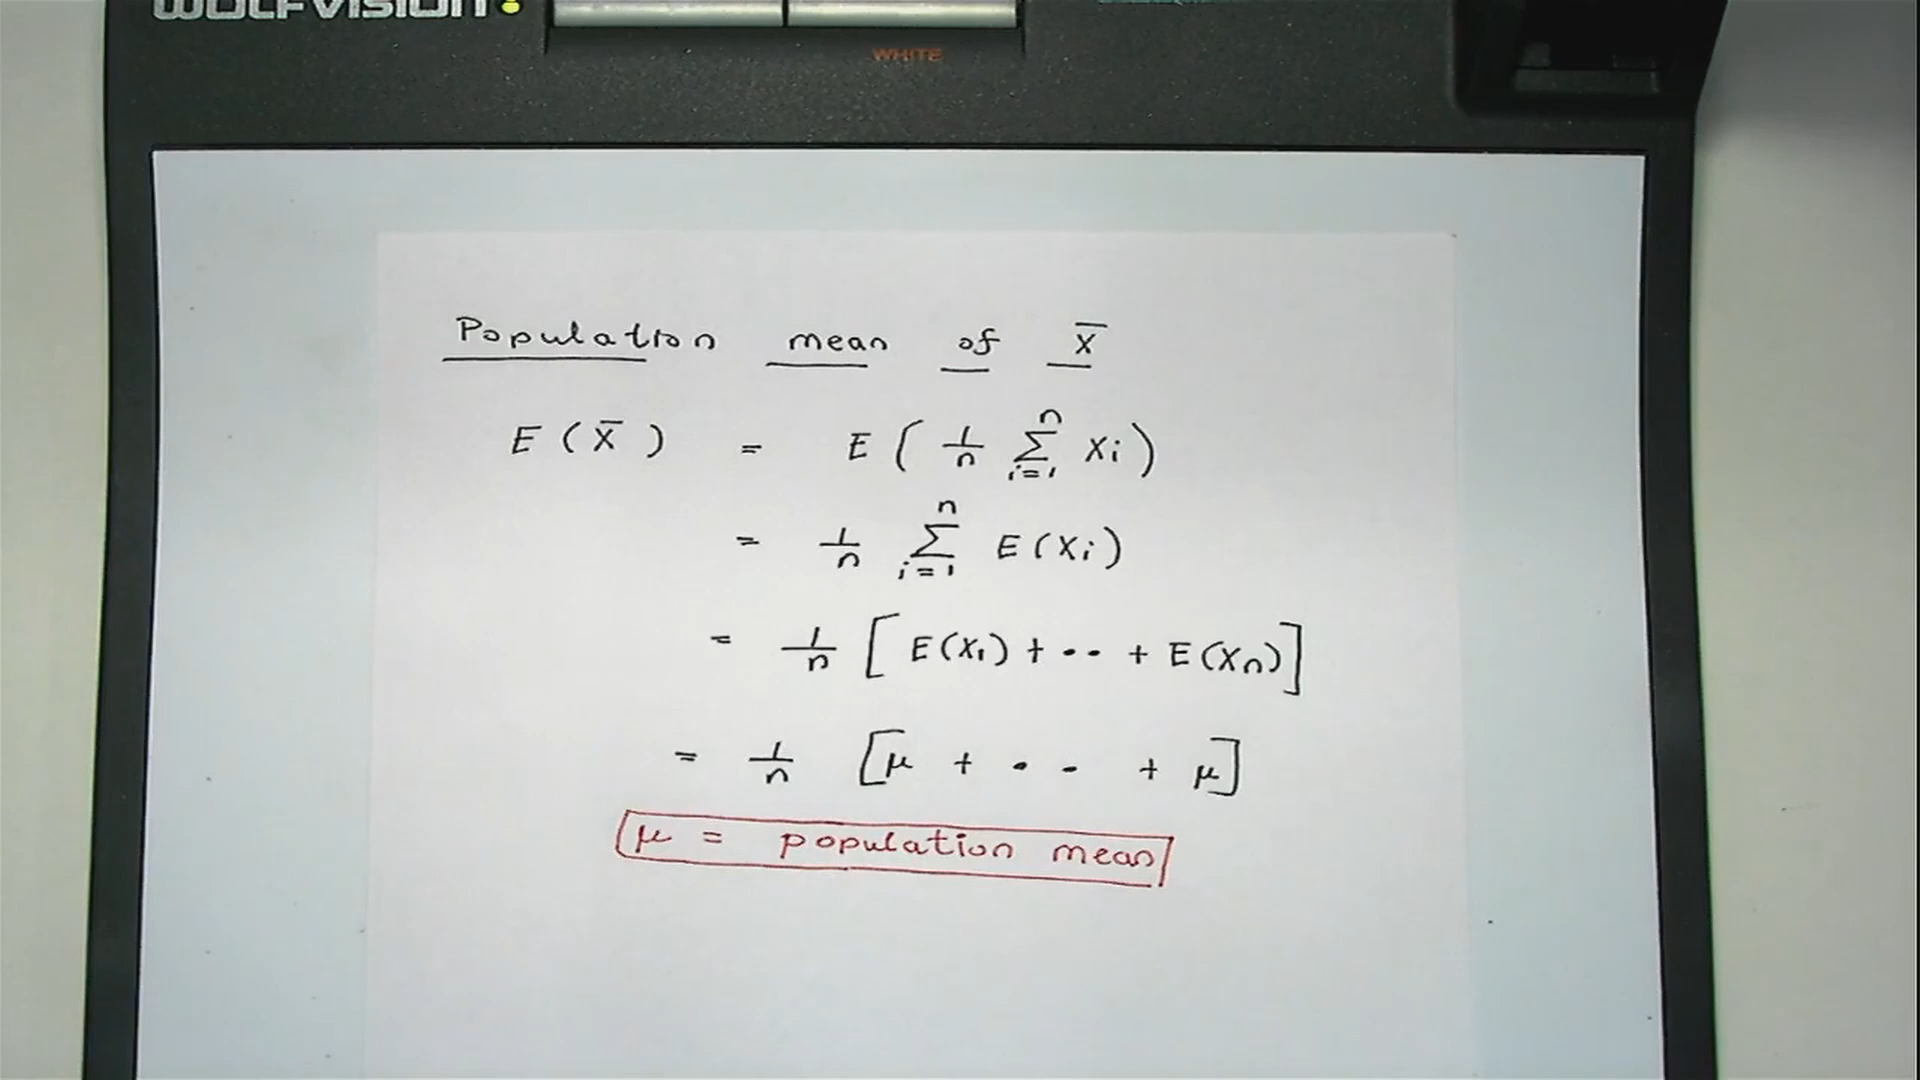 WOLFVISION
WHITE
Population mean of X̄
E(X̄) = E(1/n Σ_{i=1}^{n} Xi)
= 1/n Σ_{i=1}^{n} E(Xi)
= 1/n [E(X₁) + ·· + E(Xn)]
= 1/n [μ + · · + μ]
μ = population mean